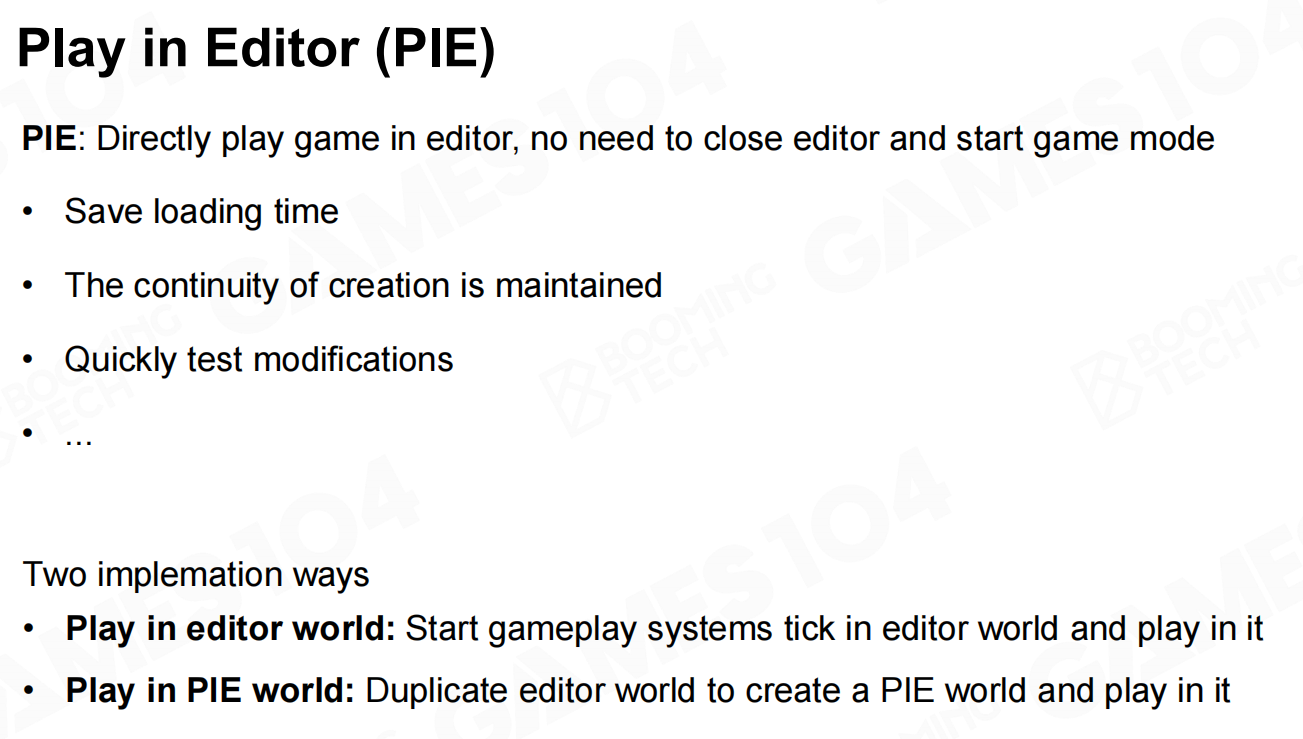 Play in Editor (PIE)
PIE: Directly play game in editor, no need to close editor and start game mode
• Save loading time
• The continuity of creation is maintained
• Quickly test modifications
• ...
Two implemation ways
• Play in editor world: Start gameplay systems tick in editor world and play in it
• Play in PIE world: Duplicate editor world to create a PIE world and play in it
GAMES104
BOOMING
TECH